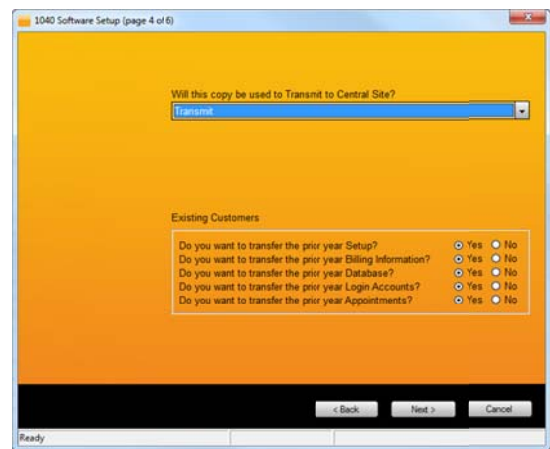 1040 Software Setup (page 4 of 6)
Will this copy be used to Transmit to Central Site?
Transmit
Existing Customers
Do you want to transfer the prior year Setup? Yes No
Do you want to transfer the prior year Billing Information? Yes No
Do you want to transfer the prior year Database? Yes No
Do you want to transfer the prior year Login Accounts? Yes No
Do you want to transfer the prior year Appointments? Yes No
< Back Next > Cancel
Ready